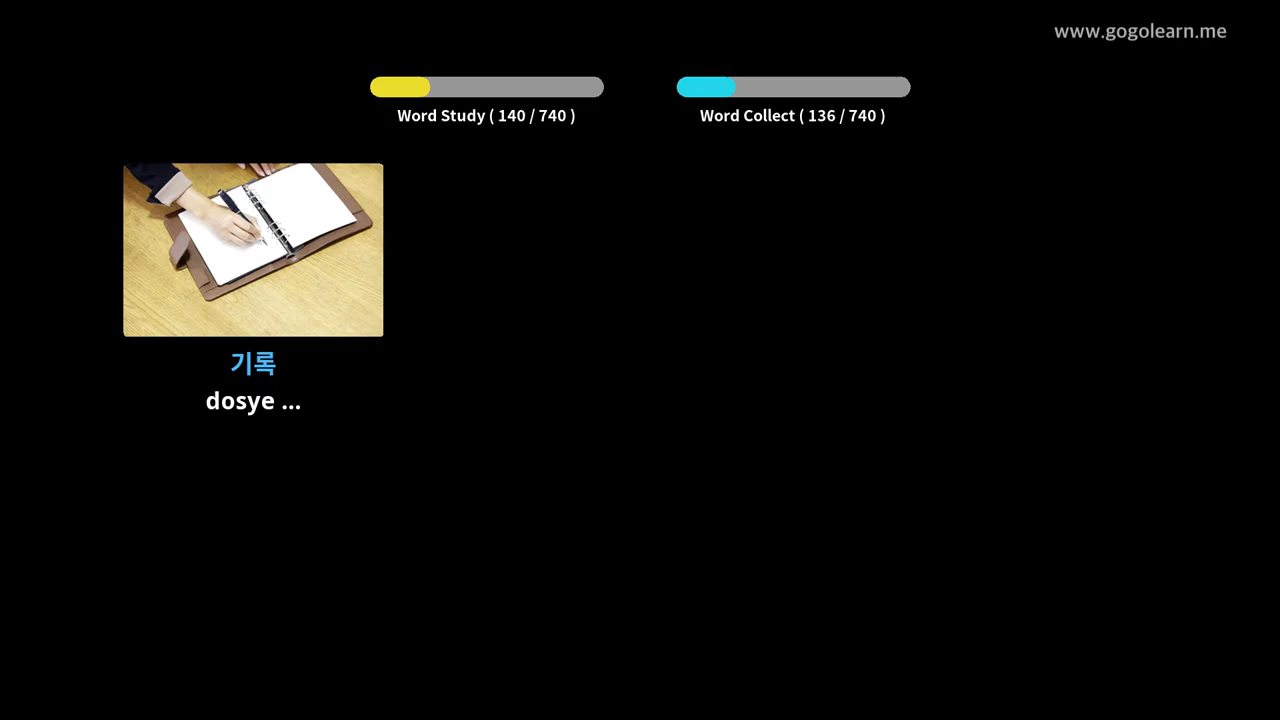 www.gogolearn.me
Word Study ( 140 / 740 )
Word Collect ( 136 / 740 )
기록
dosye ...